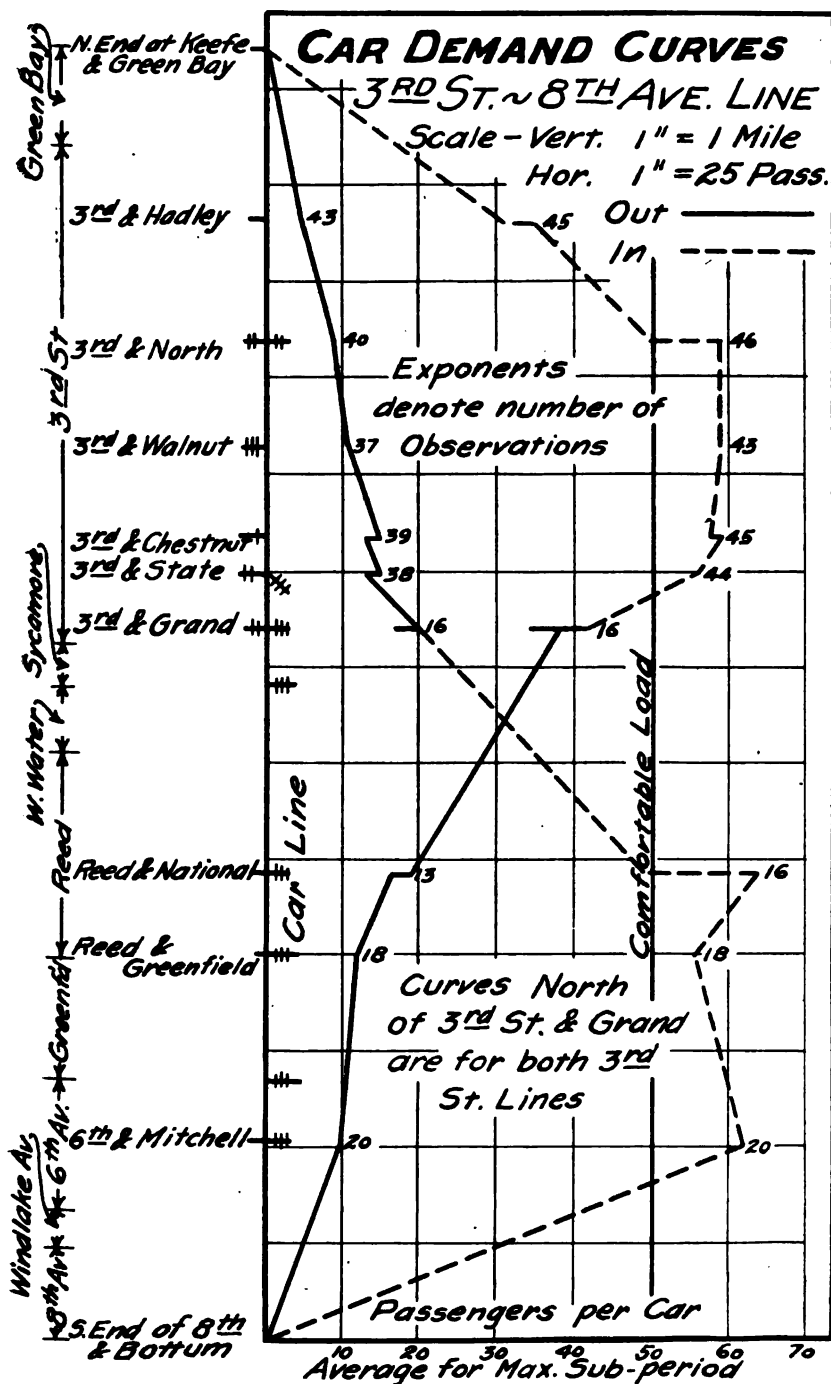 CAR DEMAND CURVES
3RD ST. ~ 8TH AVE. LINE
Scale - Vert. 1" = 1 Mile
Hor. 1" = 25 Pass.
Out
In
N. End at Keefe
& Green Bay
3rd & Hadley
3rd & North
3rd & Walnut
3rd & Chestnut
3rd & State
3rd & Grand
Reed & National
Reed &
Greenfield
6th & Mitchell
S. End of 8th
& Bottum
Green Bay
3rd St
Sycamore
W. Water
Reed
Greenf'd
6th Av.
Windlake Av.
8th Av
43
45
40
46
37
43
39
45
38
44
16
16
13
16
18
18
20
20
Exponents
denote number of
Observations
Car Line
Comfortable Load
Curves North
of 3rd St. & Grand
are for both 3rd
St. Lines
Passengers per Car
10 20 30 40 50 60 70
Average for Max. Sub-period